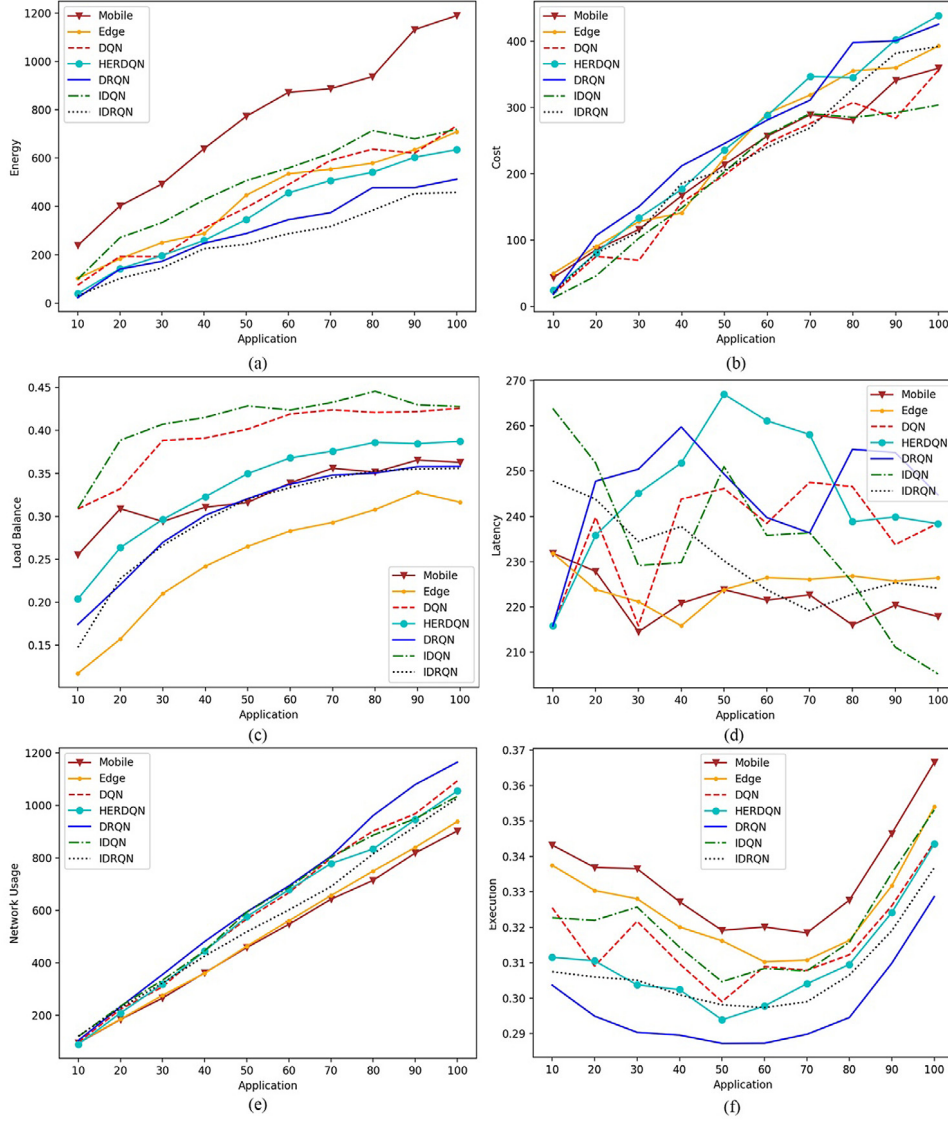 1200
1000
800
600
400
200
0
Energy
Mobile
Edge
DQN
HERDQN
DRQN
IDQN
IDRQN
10 20 30 40 50 60 70 80 90 100
Application
(a)
400
300
200
100
0
Cost
Mobile
Edge
DQN
HERDQN
DRQN
IDQN
IDRQN
10 20 30 40 50 60 70 80 90 100
Application
(b)
0.45
0.40
0.35
0.30
0.25
0.20
0.15
Load Balance
Mobile
Edge
DQN
HERDQN
DRQN
IDQN
IDRQN
10 20 30 40 50 60 70 80 90 100
Application
(c)
270
260
250
240
230
220
210
Latency
Mobile
Edge
DQN
HERDQN
DRQN
IDQN
IDRQN
10 20 30 40 50 60 70 80 90 100
Application
(d)
1200
1000
800
600
400
200
Network Usage
Mobile
Edge
DQN
HERDQN
DRQN
IDQN
IDRQN
10 20 30 40 50 60 70 80 90 100
Application
(e)
0.37
0.36
0.35
0.34
0.33
0.32
0.31
0.30
0.29
Execution
Mobile
Edge
DQN
HERDQN
DRQN
IDQN
IDRQN
10 20 30 40 50 60 70 80 90 100
Application
(f)